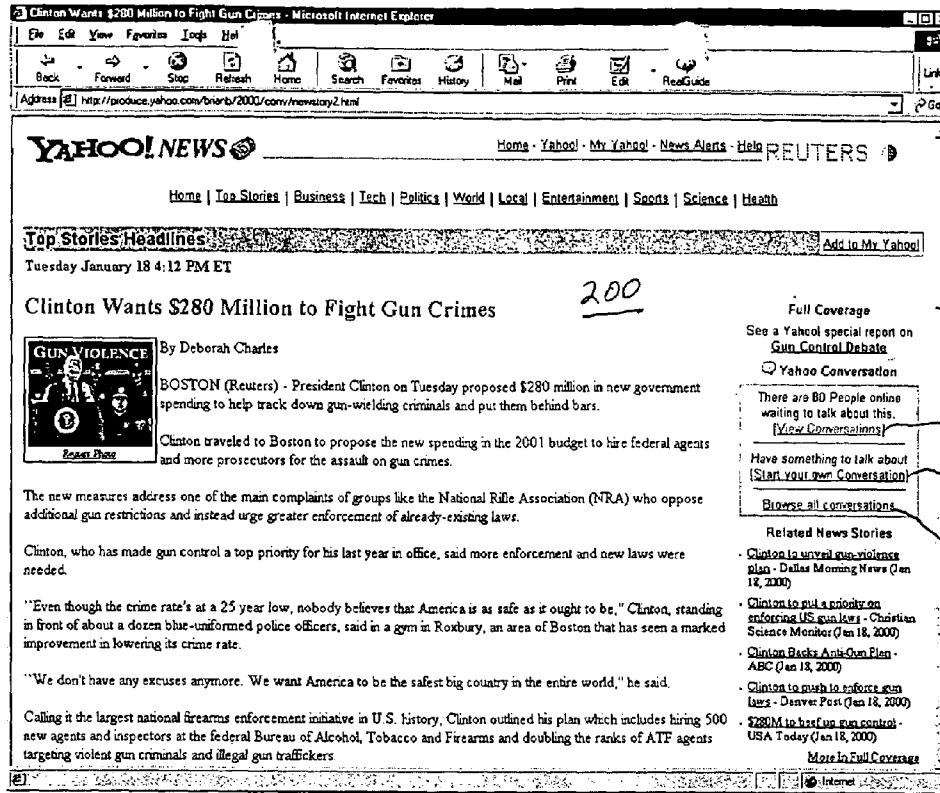 Clinton Wants $280 Million to Fight Gun Crimes - Microsoft Internet Explorer
File Edit View Favorites Tools Hel
Back Forward Stop Refresh Home Search Favorites History Mail Print Edit RealGuide
Link
Address http://produce.yahoo.com/brianb/2000/conv/newstory2.html
Go
YAHOO! NEWS
Home - Yahoo! - My Yahoo! - News Alerts - Help
REUTERS
Home | Top Stories | Business | Tech | Politics | World | Local | Entertainment | Sports | Science | Health
Top Stories Headlines
Add to My Yahoo!
Tuesday January 18 4:12 PM ET
Clinton Wants $280 Million to Fight Gun Crimes
200
GUN VIOLENCE
Reuters Photo
By Deborah Charles
BOSTON (Reuters) - President Clinton on Tuesday proposed $280 million in new government
spending to help track down gun-wielding criminals and put them behind bars.
Clinton traveled to Boston to propose the new spending in the 2001 budget to hire federal agents
and more prosecutors for the assault on gun crimes.
The new measures address one of the main complaints of groups like the National Rifle Association (NRA) who oppose
additional gun restrictions and instead urge greater enforcement of already-existing laws.
Clinton, who has made gun control a top priority for his last year in office, said more enforcement and new laws were
needed.
``Even though the crime rate's at a 25 year low, nobody believes that America is as safe as it ought to be,'' Clinton, standing
in front of about a dozen blue-uniformed police officers, said in a gym in Roxbury, an area of Boston that has seen a marked
improvement in lowering its crime rate.
``We don't have any excuses anymore. We want America to be the safest big country in the entire world,'' he said.
Calling it the largest national firearms enforcement initiative in U.S. history, Clinton outlined his plan which includes hiring 500
new agents and inspectors at the federal Bureau of Alcohol, Tobacco and Firearms and doubling the ranks of ATF agents
targeting violent gun criminals and illegal gun traffickers
Full Coverage
See a Yahoo! special report on
Gun Control Debate
Yahoo Conversation
There are 80 People online
waiting to talk about this.
[View Conversations]
Have something to talk about
[Start your own Conversation]
Browse all conversations
Related News Stories
- Clinton to unveil gun-violence
plan - Dallas Morning News (Jan
18, 2000)
- Clinton to put a priority on
enforcing US gun laws - Christian
Science Monitor (Jan 18, 2000)
- Clinton Backs Anti-Gun Plan -
ABC (Jan 18, 2000)
- Clinton to push to enforce gun
laws - Denver Post (Jan 18, 2000)
- $280M to beef up gun control -
USA Today (Jan 18, 2000)
More in Full Coverage
Internet